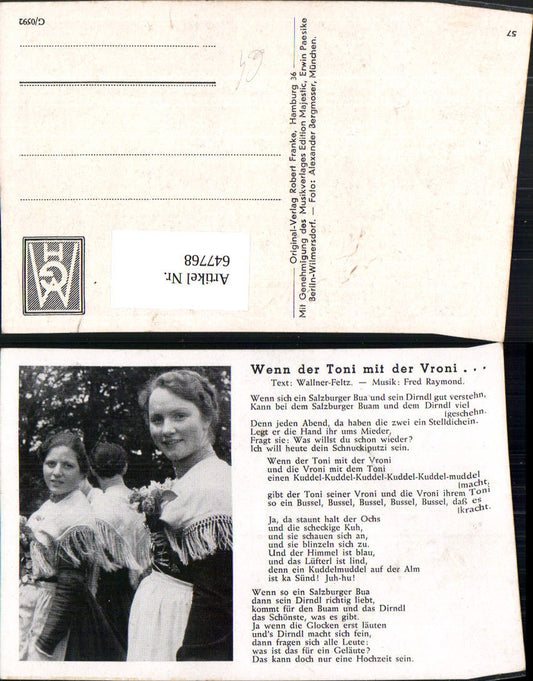 G/0592
57
64
Original-Verlag Robert Franke, Hamburg 36
Mit Genehmigung des Musikverlages Edition Majestic, Erwin Paesike
Berlin-Wilmersdorf. — Foto: Alexander Bergmoser, München.
Artikel Nr.
647768
Wenn der Toni mit der Vroni . . .
Text: Wallner-Feltz. — Musik: Fred Raymond.
Wenn sich ein Salzburger Bua und sein Dirndl gut verstehn,
Kann bei dem Salzburger Buam und dem Dirndl viel
[geschehn.
Denn jeden Abend, da haben die zwei ein Stelldichein.
Legt er die Hand ihr ums Mieder,
Fragt sie: Was willst du schon wieder?
Ich will heute dein Schnuckiputzi sein.
Wenn der Toni mit der Vroni
und die Vroni mit dem Toni
einen Kuddel-Kuddel-Kuddel-Kuddel-Kuddel-muddel
[macht,
gibt der Toni seiner Vroni und die Vroni ihrem Toni
so ein Bussel, Bussel, Bussel, Bussel, Bussel, daß es
[kracht.
Ja, da staunt halt der Ochs
und die scheckige Kuh,
und sie schauen sich an,
und sie blinzeln sich zu.
Und der Himmel ist blau,
und das Lüfterl ist lind,
denn ein Kuddelmuddel auf der Alm
ist ka Sünd! Juh-hu!
Wenn so ein Salzburger Bua
dann sein Dirndl richtig liebt,
kommt für den Buam und das Dirndl
das Schönste, was es gibt.
Ja wenn die Glocken erst läuten
und's Dirndl macht sich fein,
dann fragen sich alle Leute:
was ist das für ein Geläute?
Das kann doch nur eine Hochzeit sein.